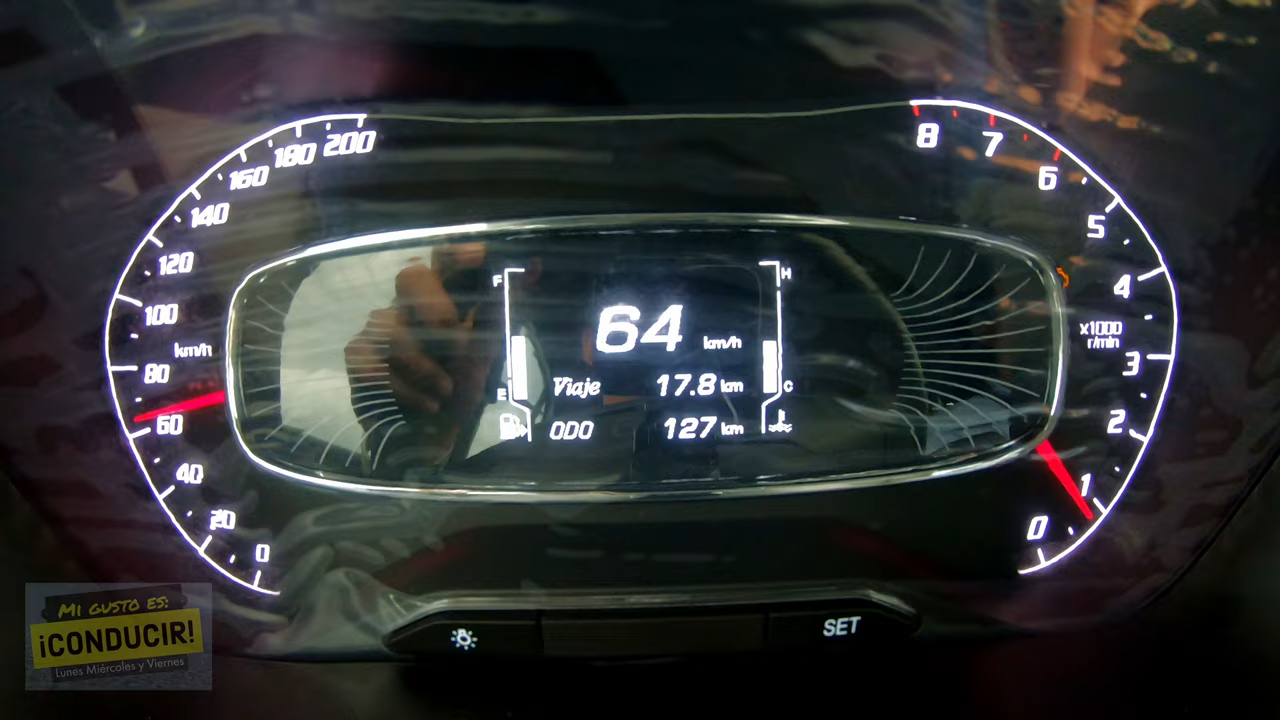 200
180
160
140
120
100
km/h
80
60
40
20
0
8
7
6
5
4
x1000
r/min
3
2
1
0
F
E
H
C
64 km/h
Viaje 17.8 km
ODO 127 km
SET
MI GUSTO ES:
¡CONDUCIR!
Lunes Miércoles y Viernes